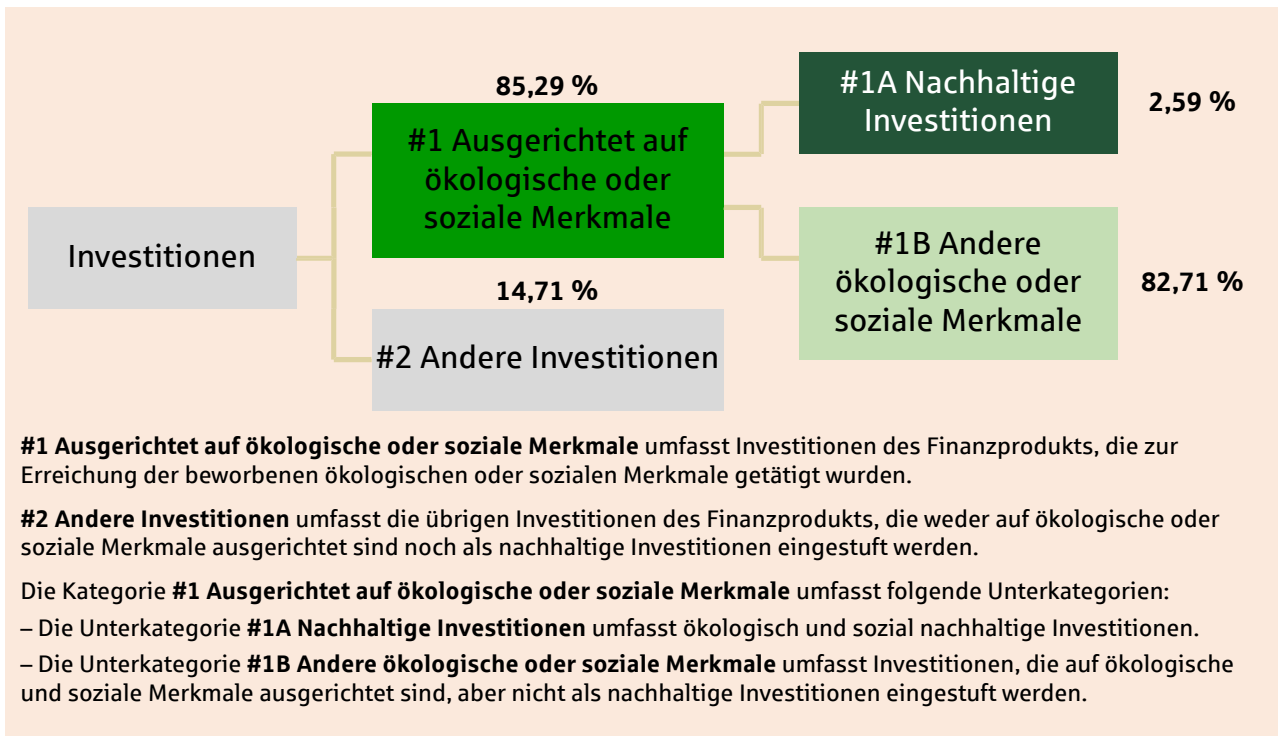 85,29 %
#1 Ausgerichtet auf
ökologische oder
soziale Merkmale
#1A Nachhaltige
Investitionen
2,59 %
Investitionen
#1B Andere
ökologische oder
soziale Merkmale
82,71 %
14,71 %
#2 Andere Investitionen
#1 Ausgerichtet auf ökologische oder soziale Merkmale umfasst Investitionen des Finanzprodukts, die zur
Erreichung der beworbenen ökologischen oder sozialen Merkmale getätigt wurden.
#2 Andere Investitionen umfasst die übrigen Investitionen des Finanzprodukts, die weder auf ökologische oder
soziale Merkmale ausgerichtet sind noch als nachhaltige Investitionen eingestuft werden.
Die Kategorie #1 Ausgerichtet auf ökologische oder soziale Merkmale umfasst folgende Unterkategorien:
– Die Unterkategorie #1A Nachhaltige Investitionen umfasst ökologisch und sozial nachhaltige Investitionen.
– Die Unterkategorie #1B Andere ökologische oder soziale Merkmale umfasst Investitionen, die auf ökologische
und soziale Merkmale ausgerichtet sind, aber nicht als nachhaltige Investitionen eingestuft werden.